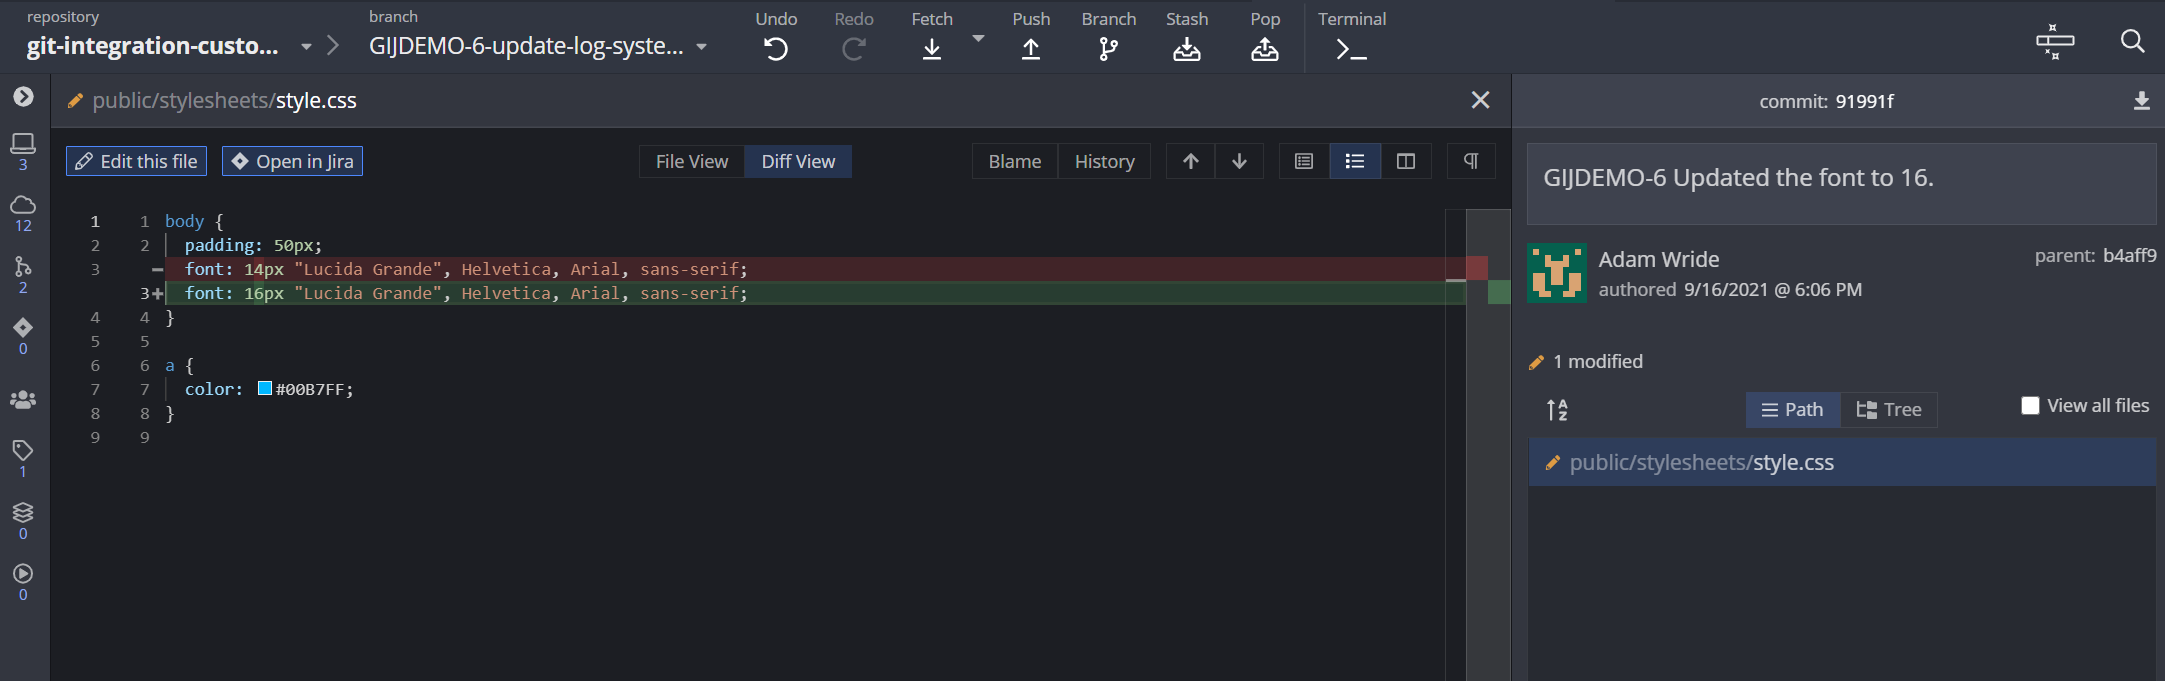 repository
git-integration-custo...
branch
GIJDEMO-6-update-log-syste...
Undo
Redo
Fetch
Push
Branch
Stash
Pop
Terminal
public/stylesheets/style.css
Edit this file
Open in Jira
File View
Diff View
Blame
History
1 1 body {
2 2 padding: 50px;
3 − font: 14px "Lucida Grande", Helvetica, Arial, sans-serif;
3+ font: 16px "Lucida Grande", Helvetica, Arial, sans-serif;
4 4 }
5 5
6 6 a {
7 7 color: #00B7FF;
8 8 }
9 9
3
12
2
0
1
0
0
commit: 91991f
GIJDEMO-6 Updated the font to 16.
Adam Wride
authored 9/16/2021 @ 6:06 PM
parent: b4aff9
1 modified
Path
Tree
View all files
public/stylesheets/style.css